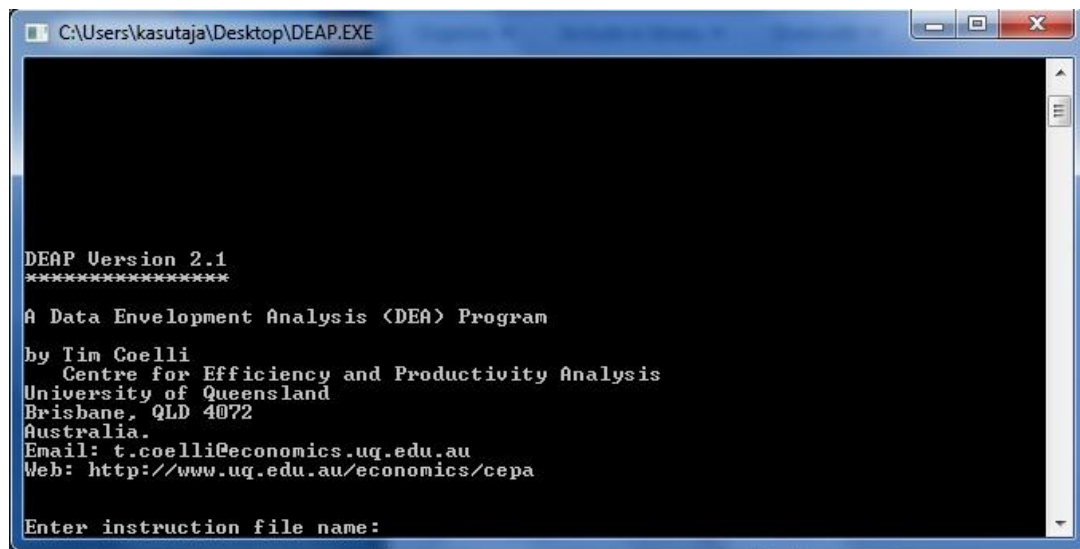 C:\Users\kasutaja\Desktop\DEAP.EXE
DEAP Version 2.1
****************
A Data Envelopment Analysis (DEA) Program
by Tim Coelli
Centre for Efficiency and Productivity Analysis
University of Queensland
Brisbane, QLD 4072
Australia.
Email: t.coelli@economics.uq.edu.au
Web: http://www.uq.edu.au/economics/cepa
Enter instruction file name: